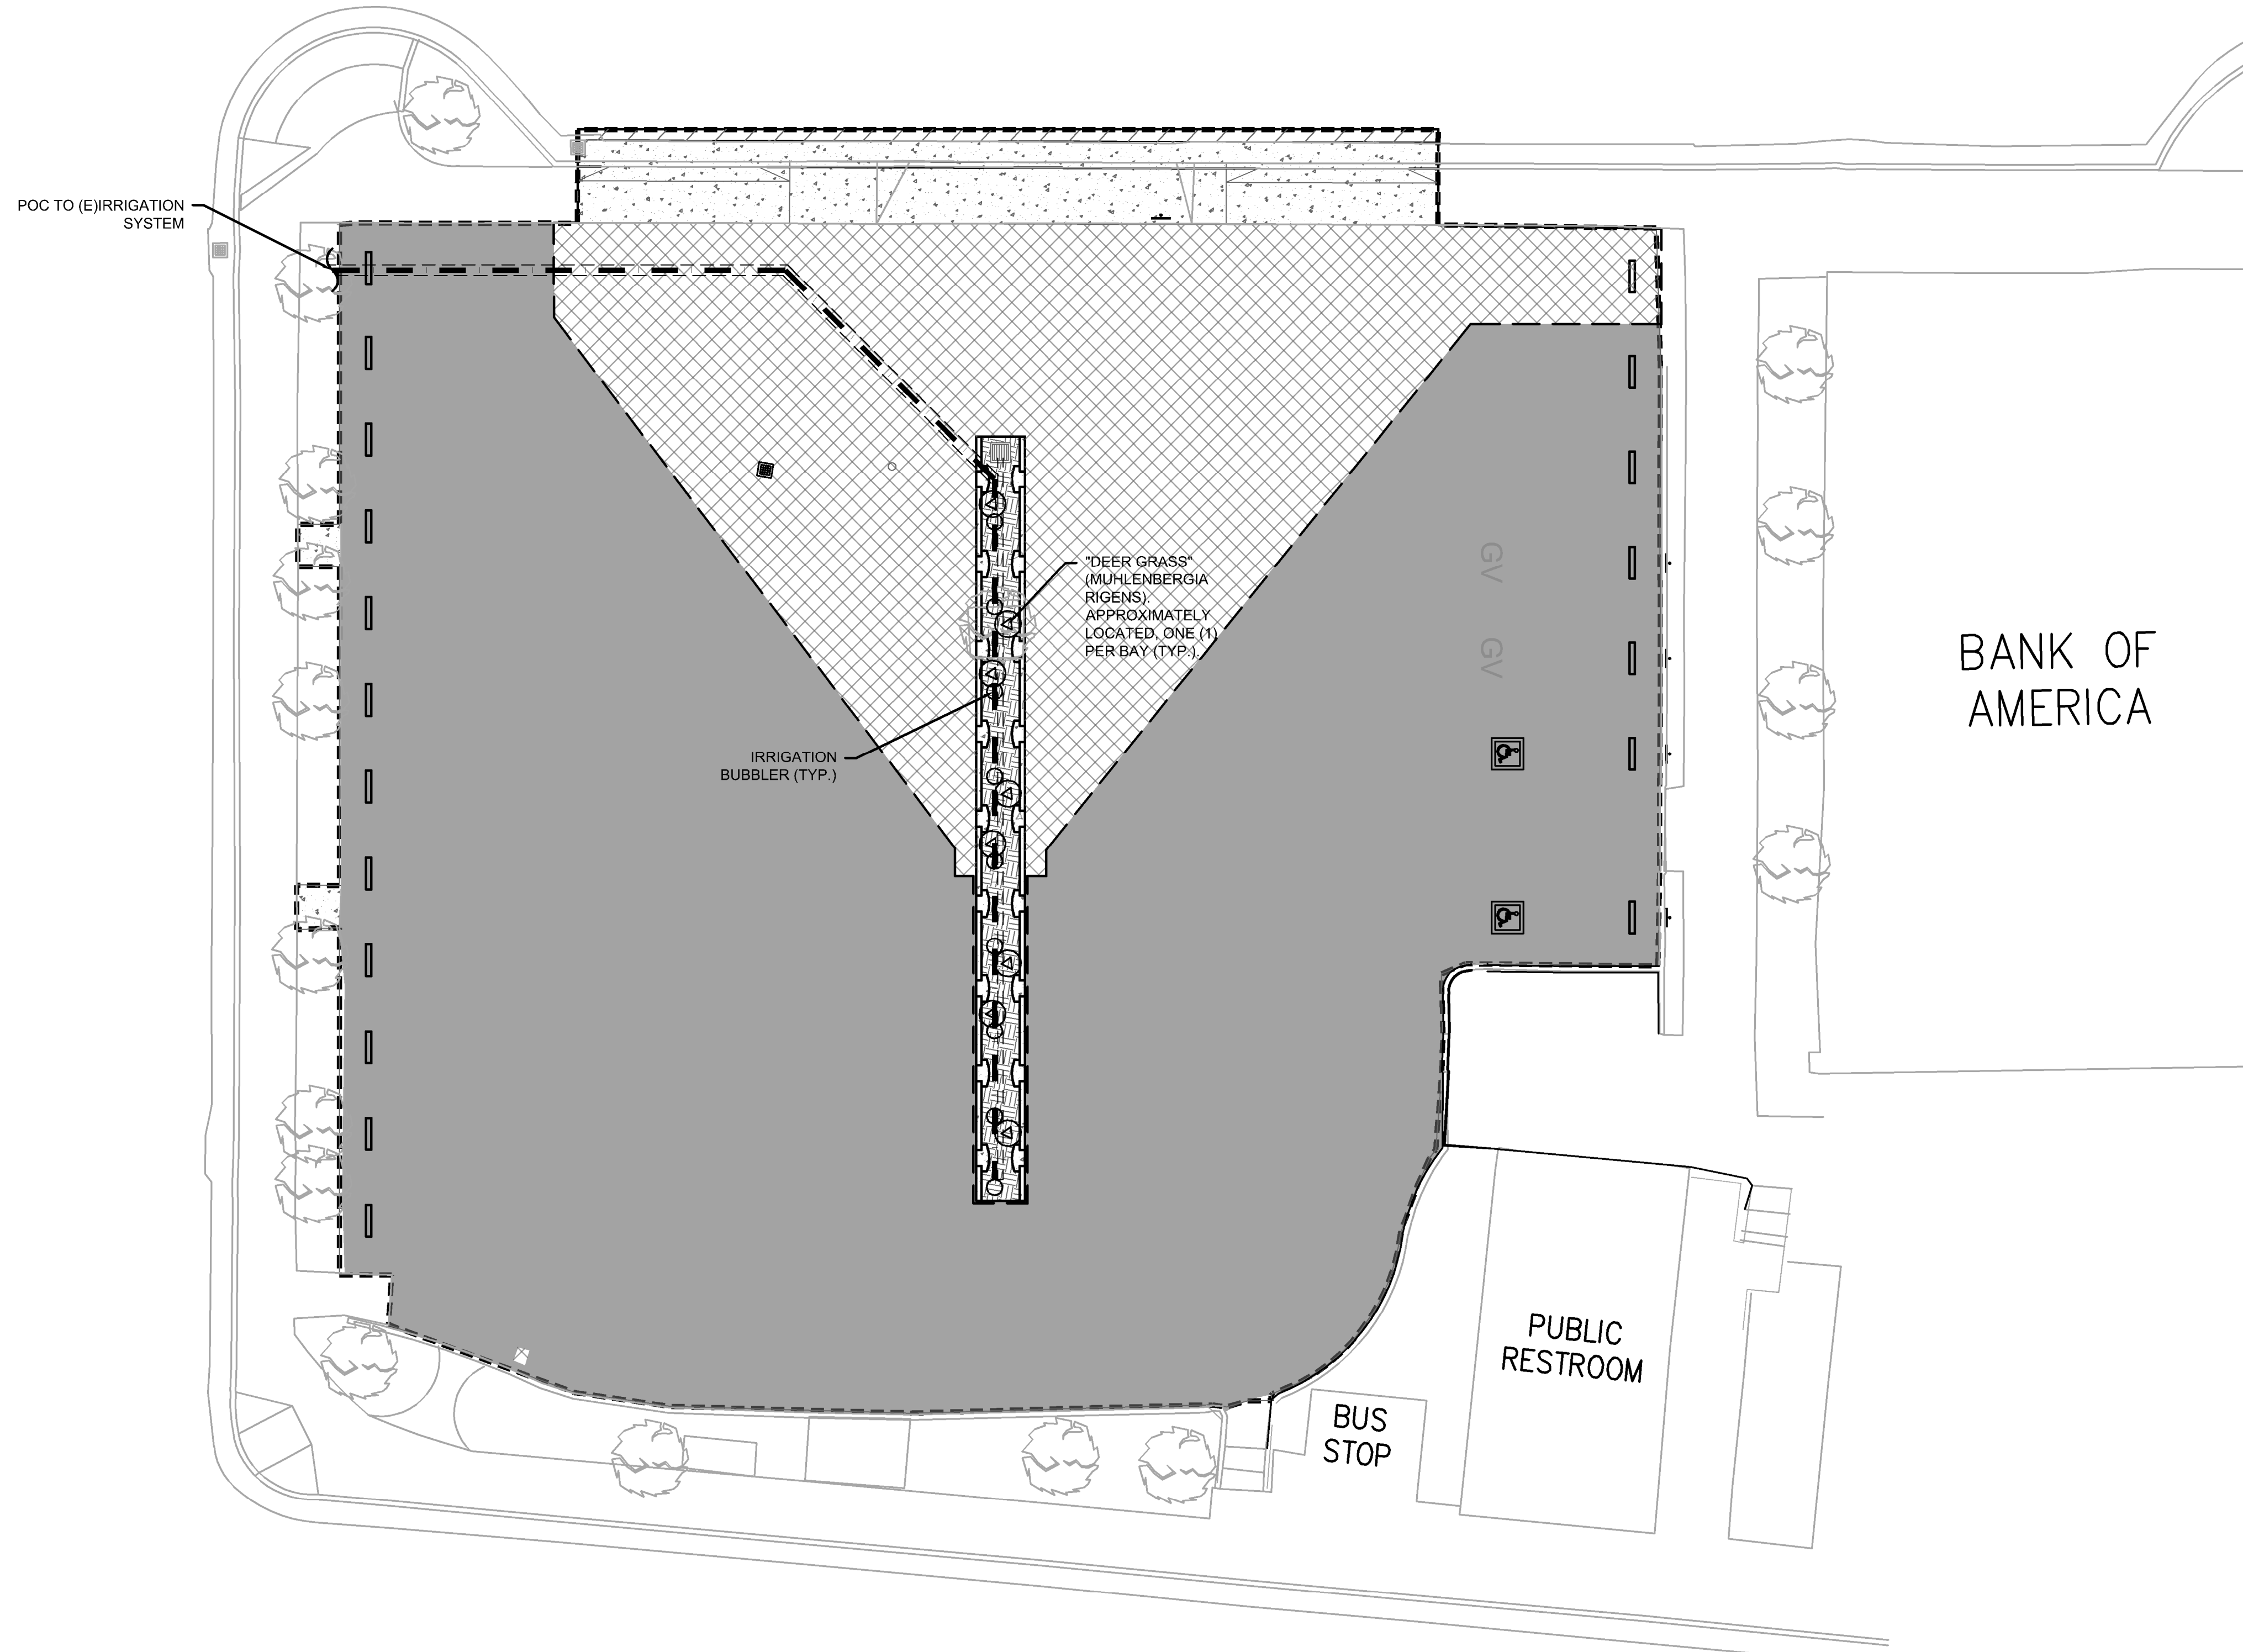 POC TO (E)IRRIGATION
SYSTEM
"DEER GRASS"
(MUHLENBERGIA
RIGENS).
APPROXIMATELY
LOCATED, ONE (1)
PER BAY (TYP.).
GV
GV
BANK OF
AMERICA
IRRIGATION
BUBBLER (TYP.)
PUBLIC
RESTROOM
BUS
STOP